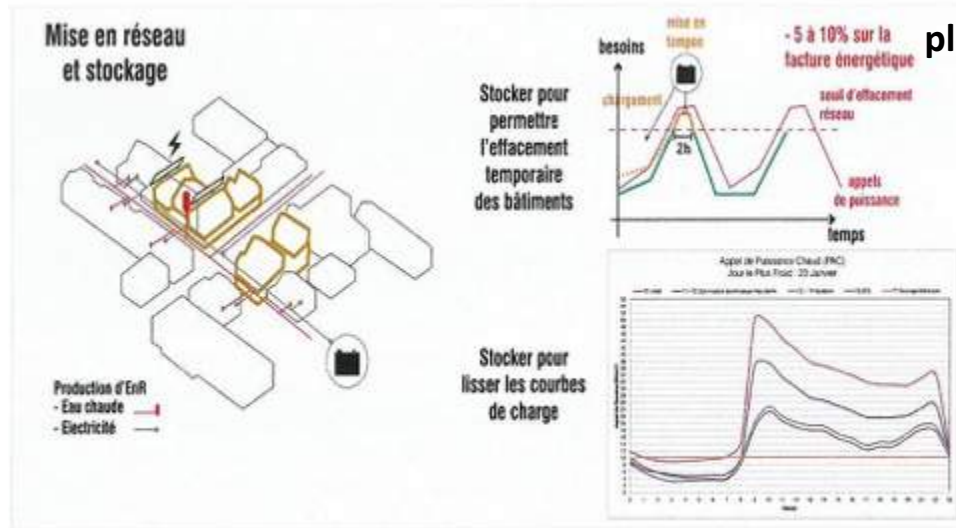 Mise en réseau
et stockage
Production d'EnR
- Eau chaude
- Electricité
Stocker pour
permettre
l'effacement
temporaire
des bâtiments
besoins
mise en
tampon
chargement
2h
- 5 à 10% sur la
facture énergétique
pl
seuil d'effacement
réseau
appels
de puissance
temps
Stocker pour
lisser les courbes
de charge
Appel de Puissance Chaud (PAC)
Jour le Plus Froid : 23 Janvier